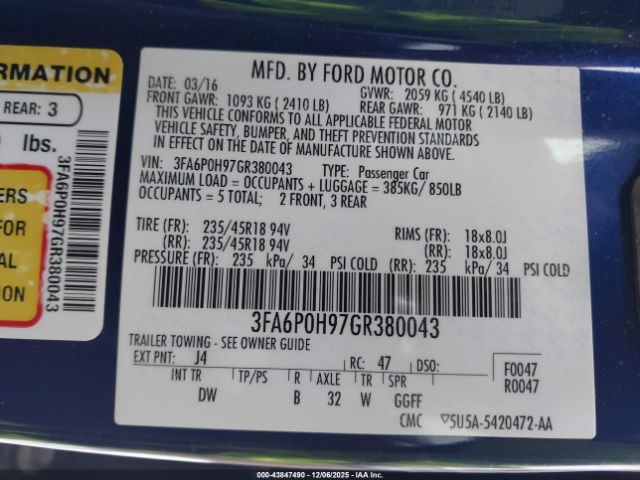 ORMATION
REAR: 3
lbs.
ERS
FOR
AL
ION
3FA6P0H97GR380043
MFD. BY FORD MOTOR CO.
DATE: 03/16
GVWR: 2059 KG ( 4540 LB)
FRONT GAWR: 1093 KG ( 2410 LB)
REAR GAWR: 971 KG ( 2140 LB)
THIS VEHICLE CONFORMS TO ALL APPLICABLE FEDERAL MOTOR
VEHICLE SAFETY, BUMPER, AND THEFT PREVENTION STANDARDS
IN EFFECT ON THE DATE OF MANUFACTURE SHOWN ABOVE.
VIN: 3FA6P0H97GR380043 TYPE: Passenger Car
MAXIMUM LOAD = OCCUPANTS + LUGGAGE = 385KG/ 850LB
OCCUPANTS = 5 TOTAL; 2 FRONT, 3 REAR
TIRE (FR): 235/45R18 94V RIMS (FR): 18x8.0J
(RR): 235/45R18 94V (RR): 18x8.0J
PRESSURE (FR): 235 kPa/ 34 PSI COLD (RR): 235 kPa/ 34 PSI COLD
3FA6P0H97GR380043
TRAILER TOWING - SEE OWNER GUIDE
EXT PNT: J4 RC: 47 DSO: F0047
R0047
INT TR TP/PS R AXLE TR SPR
DW B 32 W GGFF
CMC ▽5U5A-5420472-AA
000-43847490 - 12/06/2025 - IAAI.CA